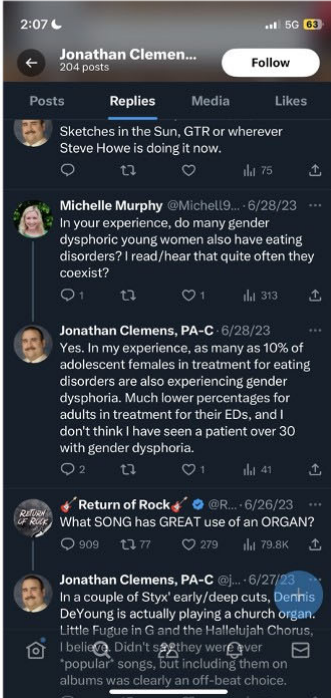 2:07
5G 63
Jonathan Clemen...
204 posts
Follow
Posts Replies Media Likes
Sketches in the Sun, GTR or wherever
Steve Howe is doing it now.
75
Michelle Murphy @Michell9... · 6/28/23 ...
In your experience, do many gender
dysphoric young women also have eating
disorders? I read/hear that quite often they
coexist?
1 1 313
Jonathan Clemens, PA-C · 6/28/23 ...
Yes. In my experience, as many as 10% of
adolescent females in treatment for eating
disorders are also experiencing gender
dysphoria. Much lower percentages for
adults in treatment for their EDs, and I
don't think I have seen a patient over 30
with gender dysphoria.
2 1 41
RETURN
OF ROCK
🎸Return of Rock🎸 @R... · 6/26/23 ...
What SONG has GREAT use of an ORGAN?
909 77 279 79.8K
Jonathan Clemens, PA-C @j... · 6/27/23 ...
In a couple of Styx' early/deep cuts, Dennis
DeYoung is actually playing a church organ.
Little Fugue in G and the Hallelujah Chorus,
I believe. Didn't say they were ever
*popular* songs, but including them on
albums was clearly an off-beat choice.